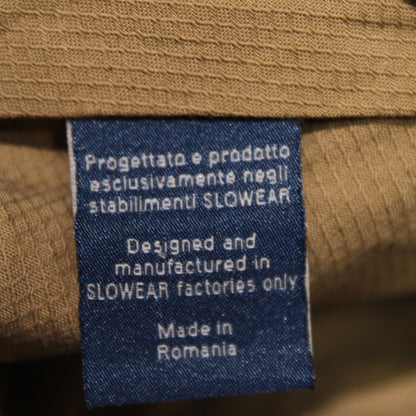 Progettato e prodotto
esclusivamente negli
stabilimenti SLOWEAR
Designed and
manufactured in
SLOWEAR factories only
Made in
Romania